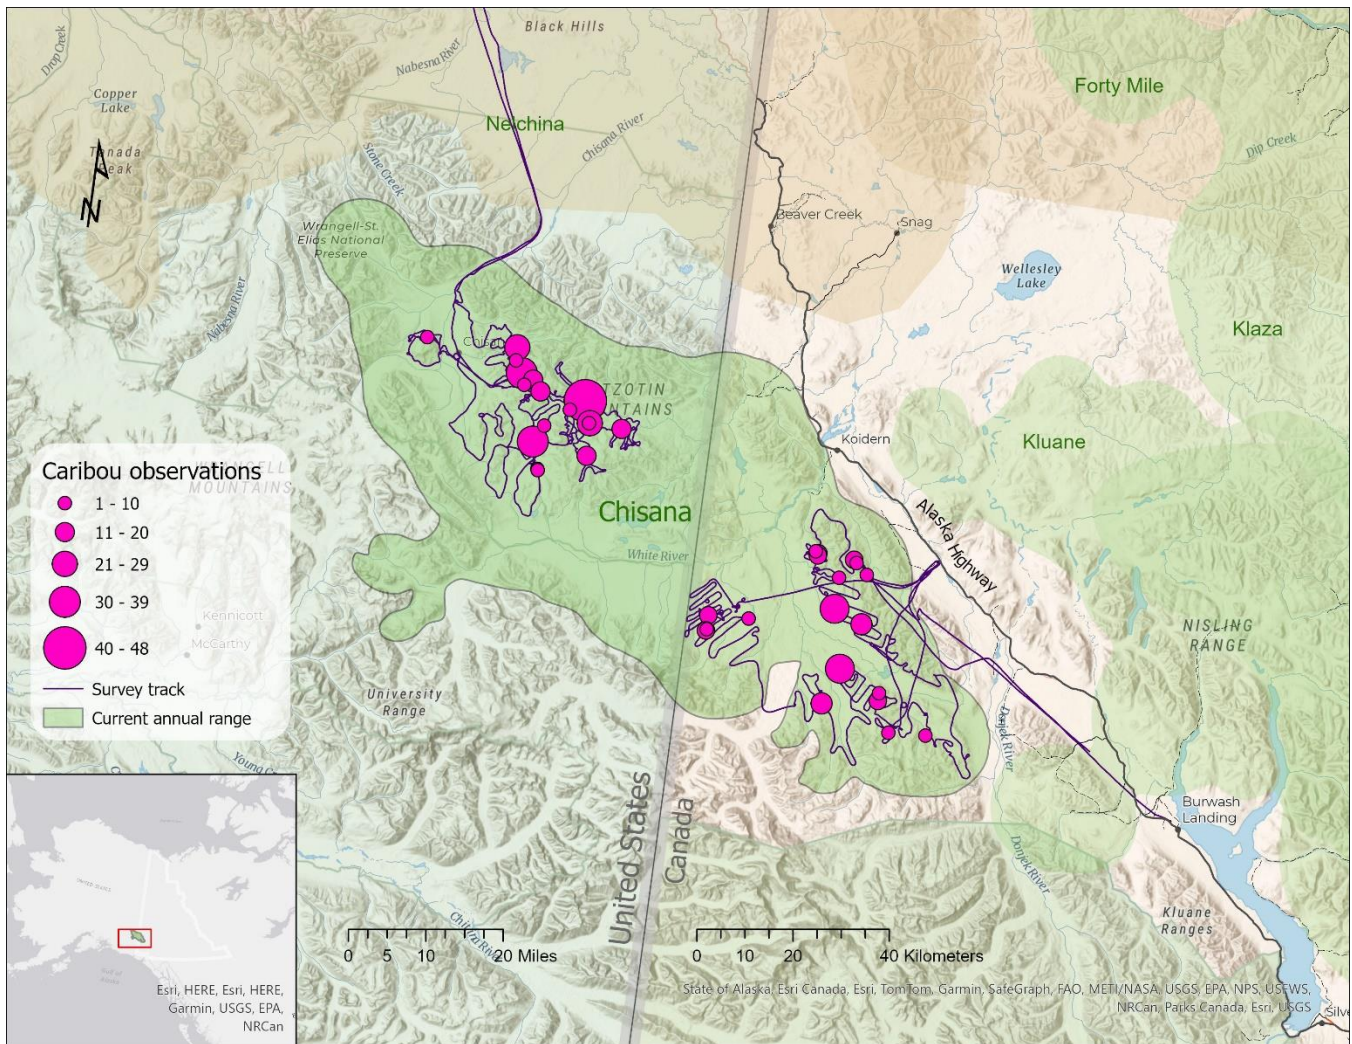 Black Hills
Drop Creek
Nabesna River
Copper
Lake
Forty Mile
Nelchina
Chisana River
Dip Creek
Stone Creek
Beaver Creek
Snag
N
Wrangell-St.
Elias National
Preserve
Wellesley
Lake
Nabesna River
Klaza
Koidern
Kluane
Caribou observations
1 - 10
11 - 20
21 - 29
30 - 39
40 - 48
Survey track
Current annual range
MOUNTAINS
Chisana
Alaska Highway
White River
Kennicott
McCarthy
NISLING
RANGE
University
Range
Donjek River
United States
Canada
Burwash
Landing
Donjek River
Kluane
Ranges
Chitina River
0 5 10 20 Miles
0 10 20 40 Kilometers
Esri, HERE, Esri, HERE,
Garmin, USGS, EPA,
NRCan
State of Alaska, Esri Canada, Esri, TomTom, Garmin, SafeGraph, FAO, METI/NASA, USGS, EPA, NPS, USFWS,
NRCan, Parks Canada, Esri, USGS